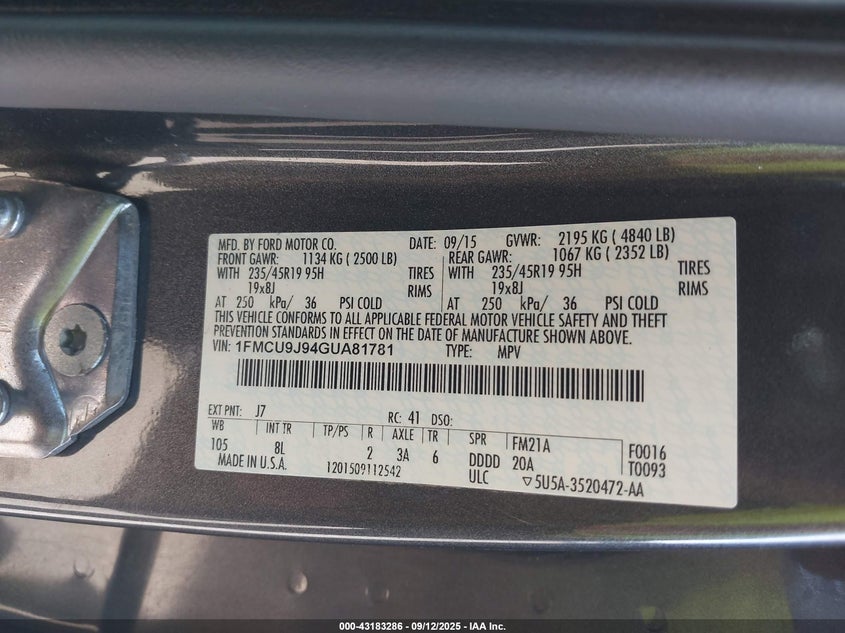 MFD. BY FORD MOTOR CO. DATE: 09/15 GVWR: 2195 KG ( 4840 LB)
FRONT GAWR: 1134 KG ( 2500 LB) REAR GAWR: 1067 KG ( 2352 LB)
WITH 235/45R19 95H TIRES WITH 235/45R19 95H TIRES
19x8J RIMS 19x8J RIMS
AT 250 kPa/ 36 PSI COLD AT 250 kPa/ 36 PSI COLD
THIS VEHICLE CONFORMS TO ALL APPLICABLE FEDERAL MOTOR VEHICLE SAFETY AND THEFT
PREVENTION STANDARDS IN EFFECT ON THE DATE OF MANUFACTURE SHOWN ABOVE.
VIN: 1FMCU9J94GUA81781 TYPE: MPV
EXT PNT: J7 RC: 41 DSO:
WB INT TR TP/PS R AXLE TR SPR FM21A F0016
105 8L 2 3A 6 DDDD 20A T0093
MADE IN U.S.A. 1201509112542 ULC ▽5U5A-3520472-AA
000-43183286 - 09/12/2025 - IAA Inc.